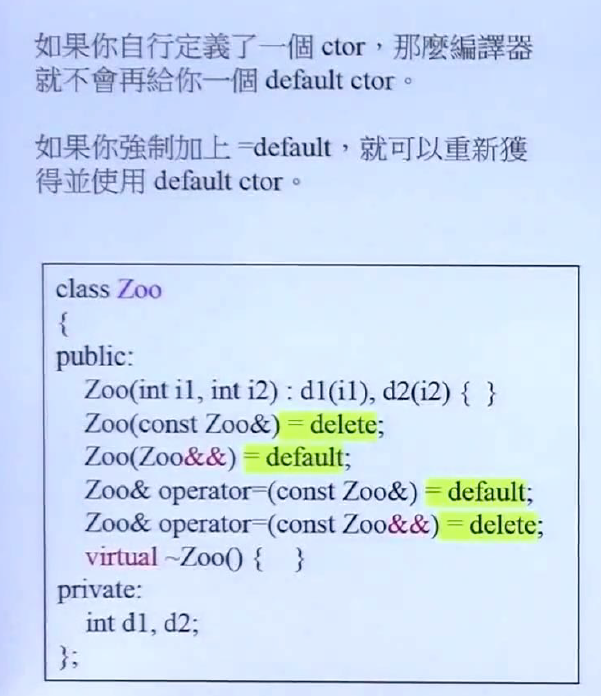 如果你自行定義了一個 ctor，那麼編譯器
就不會再給你一個 default ctor。
如果你強制加上 =default，就可以重新獲
得並使用 default ctor。
class Zoo
{
public:
Zoo(int i1, int i2) : d1(i1), d2(i2) { }
Zoo(const Zoo&) = delete;
Zoo(Zoo&&) = default;
Zoo& operator=(const Zoo&) = default;
Zoo& operator=(const Zoo&&) = delete;
virtual ~Zoo() { }
private:
int d1, d2;
};